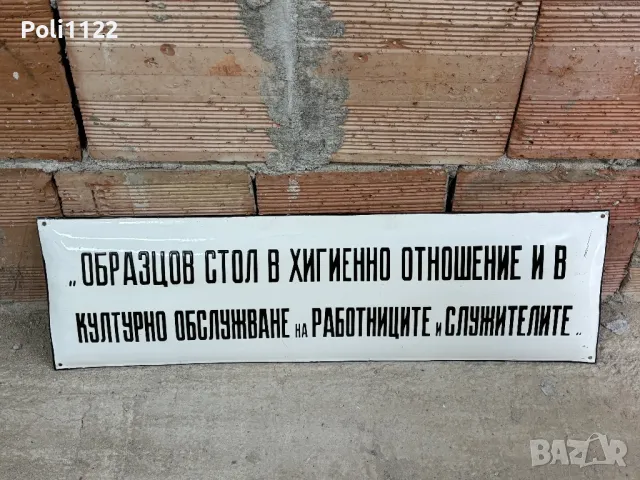 Poli1122
„ОБРАЗЦОВ СТОЛ В ХИГИЕННО ОТНОШЕНИЕ И В
КУЛТУРНО ОБСЛУЖВАНЕ НА РАБОТНИЦИТЕ И СЛУЖИТЕЛИТЕ„
BAZAR